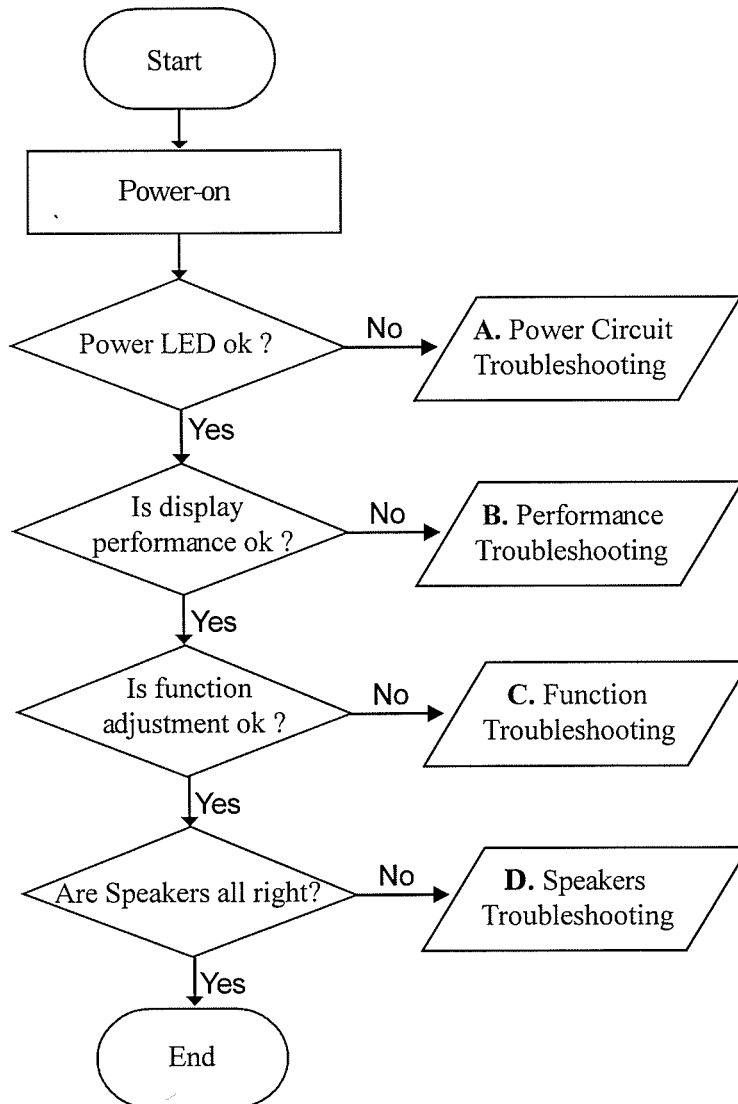 Start
Power-on
Power LED ok ?
No
A. Power Circuit
Troubleshooting
Yes
Is display
performance ok ?
No
B. Performance
Troubleshooting
Yes
Is function
adjustment ok ?
No
C. Function
Troubleshooting
Yes
Are Speakers all right?
No
D. Speakers
Troubleshooting
Yes
End